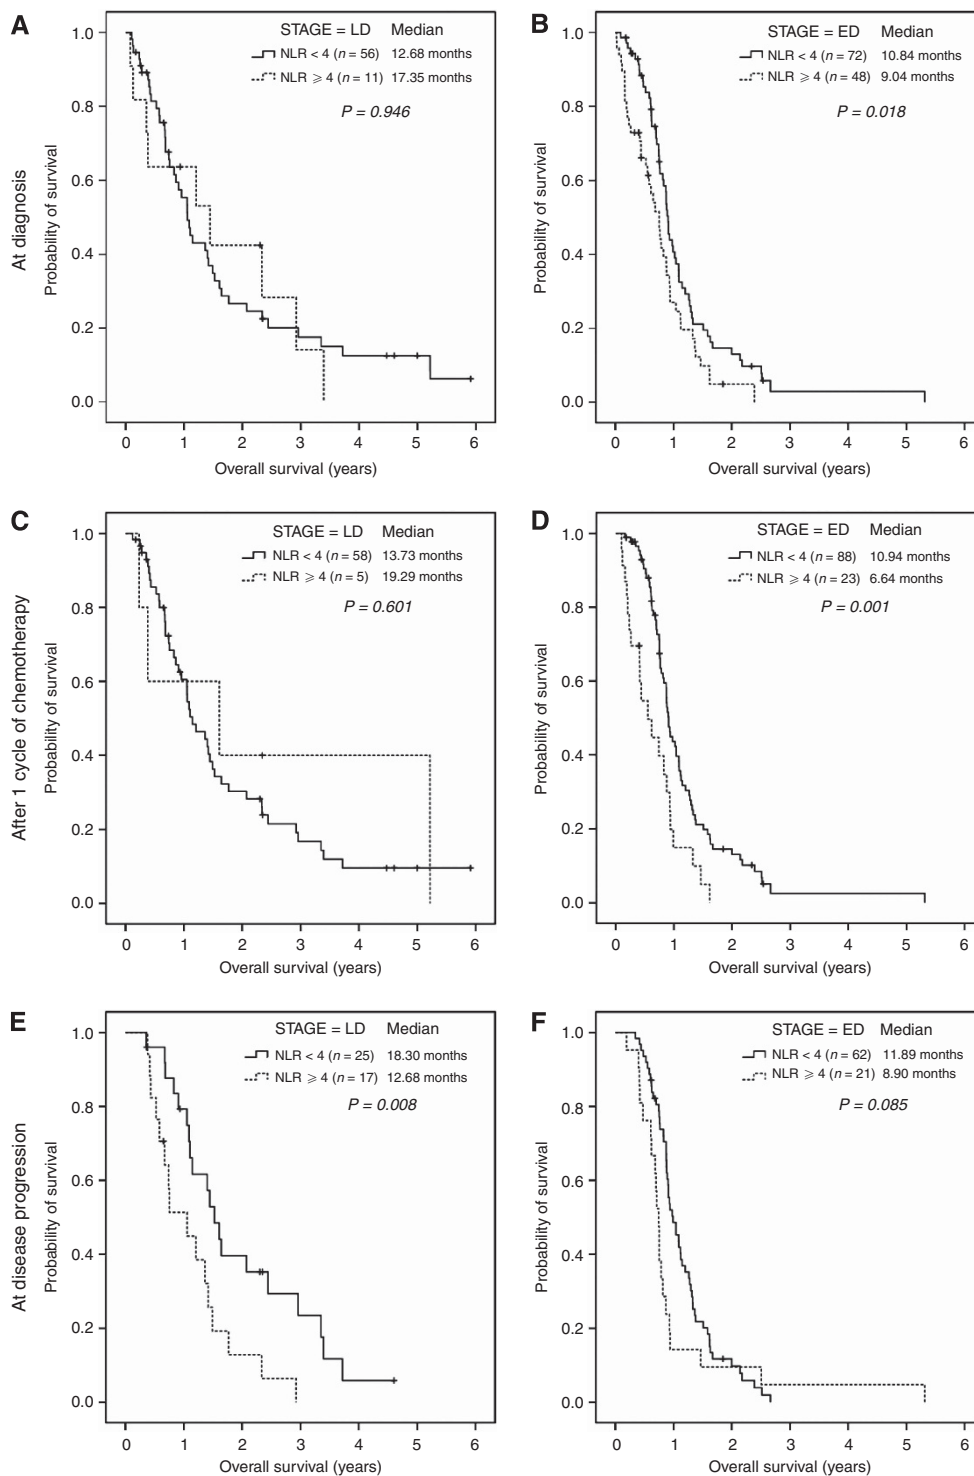 At diagnosis
A
STAGE = LD Median
NLR < 4 (n = 56) 12.68 months
NLR ⩾ 4 (n = 11) 17.35 months
P = 0.946
Probability of survival
1.0
0.8
0.6
0.4
0.2
0.0
0 1 2 3 4 5 6
Overall survival (years)
B
STAGE = ED Median
NLR < 4 (n = 72) 10.84 months
NLR ⩾ 4 (n = 48) 9.04 months
P = 0.018
Probability of survival
1.0
0.8
0.6
0.4
0.2
0.0
0 1 2 3 4 5 6
Overall survival (years)
After 1 cycle of chemotherapy
C
STAGE = LD Median
NLR < 4 (n = 58) 13.73 months
NLR ⩾ 4 (n = 5) 19.29 months
P = 0.601
Probability of survival
1.0
0.8
0.6
0.4
0.2
0.0
0 1 2 3 4 5 6
Overall survival (years)
D
STAGE = ED Median
NLR < 4 (n = 88) 10.94 months
NLR ⩾ 4 (n = 23) 6.64 months
P = 0.001
Probability of survival
1.0
0.8
0.6
0.4
0.2
0.0
0 1 2 3 4 5 6
Overall survival (years)
At disease progression
E
STAGE = LD Median
NLR < 4 (n = 25) 18.30 months
NLR ⩾ 4 (n = 17) 12.68 months
P = 0.008
Probability of survival
1.0
0.8
0.6
0.4
0.2
0.0
0 1 2 3 4 5 6
Overall survival (years)
F
STAGE = ED Median
NLR < 4 (n = 62) 11.89 months
NLR ⩾ 4 (n = 21) 8.90 months
P = 0.085
Probability of survival
1.0
0.8
0.6
0.4
0.2
0.0
0 1 2 3 4 5 6
Overall survival (years)